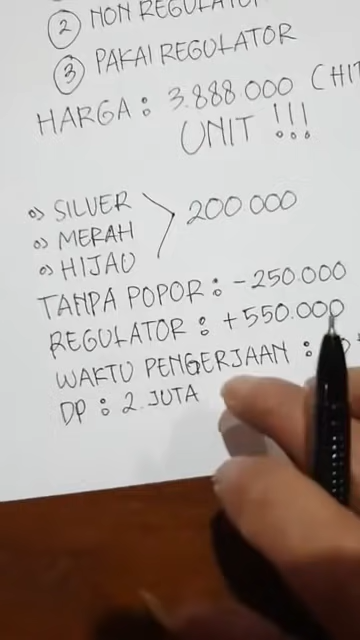 ② NON REGULATOR
③ PAKAI REGULATOR
HARGA : 3.888.000 (HIT
UNIT !!!
o) SILVER
o) MERAH 200.000
o) HIJAU
TANPA POPOR : -250.000
REGULATOR : +550.000
WAKTU PENGERJAAN :
DP : 2 JUTA